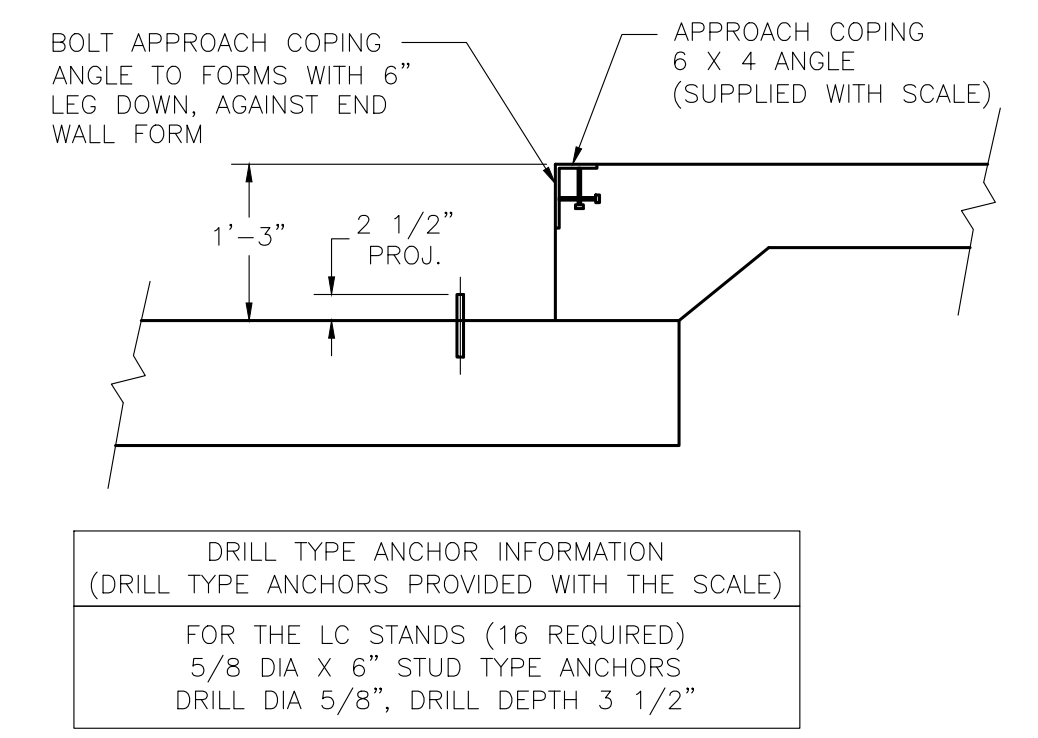 BOLT APPROACH COPING
ANGLE TO FORMS WITH 6”
LEG DOWN, AGAINST END
WALL FORM
APPROACH COPING
6 X 4 ANGLE
(SUPPLIED WITH SCALE)
1’-3”
2 1/2”
PROJ.
DRILL TYPE ANCHOR INFORMATION
(DRILL TYPE ANCHORS PROVIDED WITH THE SCALE)
FOR THE LC STANDS (16 REQUIRED)
5/8 DIA X 6” STUD TYPE ANCHORS
DRILL DIA 5/8”, DRILL DEPTH 3 1/2”